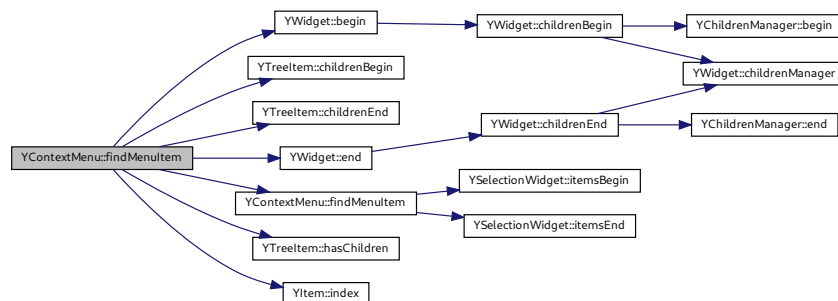 YWidget::begin
YWidget::childrenBegin
YChildrenManager::begin
YTreeItem::childrenBegin
YWidget::childrenManager
YTreeItem::childrenEnd
YWidget::childrenEnd
YChildrenManager::end
YContextMenu::findMenuItem
YWidget::end
YSelectionWidget::itemsBegin
YContextMenu::findMenuItem
YSelectionWidget::itemsEnd
YTreeItem::hasChildren
YItem::index